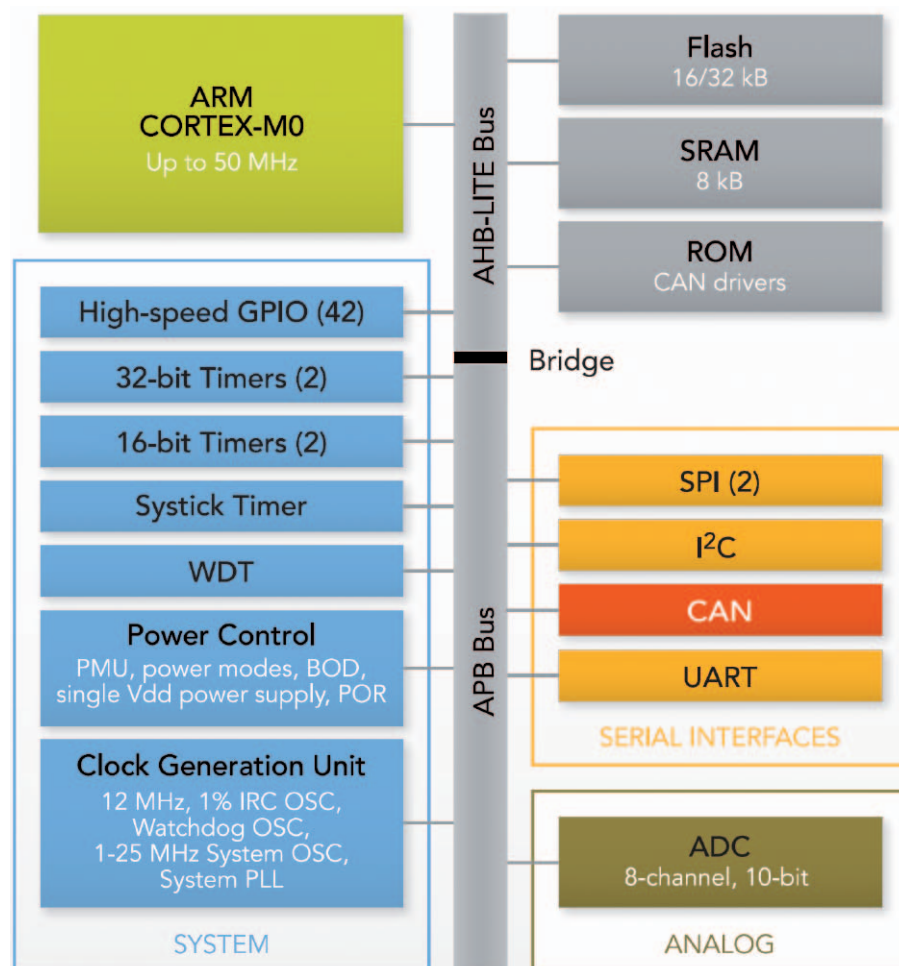 ARM
CORTEX-M0
Up to 50 MHz
AHB-LITE Bus
Flash
16/32 kB
SRAM
8 kB
ROM
CAN drivers
High-speed GPIO (42)
32-bit Timers (2)
16-bit Timers (2)
Systick Timer
WDT
Power Control
PMU, power modes, BOD,
single Vdd power supply, POR
Clock Generation Unit
12 MHz, 1% IRC OSC,
Watchdog OSC,
1-25 MHz System OSC,
System PLL
SYSTEM
Bridge
APB Bus
SPI (2)
I²C
CAN
UART
SERIAL INTERFACES
ADC
8-channel, 10-bit
ANALOG